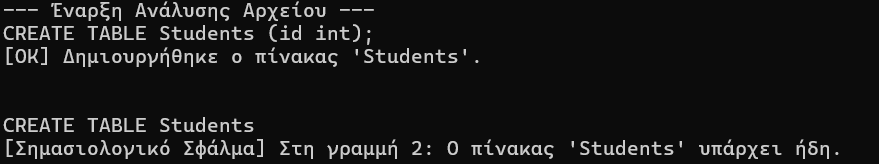 --- Έναρξη Ανάλυσης Αρχείου ---
CREATE TABLE Students (id int);
[OK] Δημιουργήθηκε ο πίνακας 'Students'.
CREATE TABLE Students
[Σημασιολογικό Σφάλμα] Στη γραμμή 2: Ο πίνακας 'Students' υπάρχει ήδη.